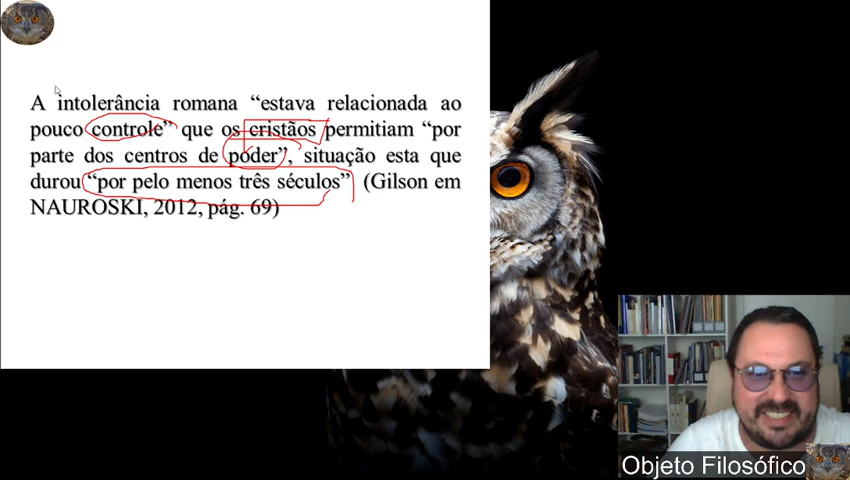 A intolerância romana “estava relacionada ao
pouco controle” que os cristãos permitiam “por
parte dos centros de poder”, situação esta que
durou “por pelo menos três séculos” (Gilson em
NAUROSKI, 2012, pág. 69)
Objeto Filosófico